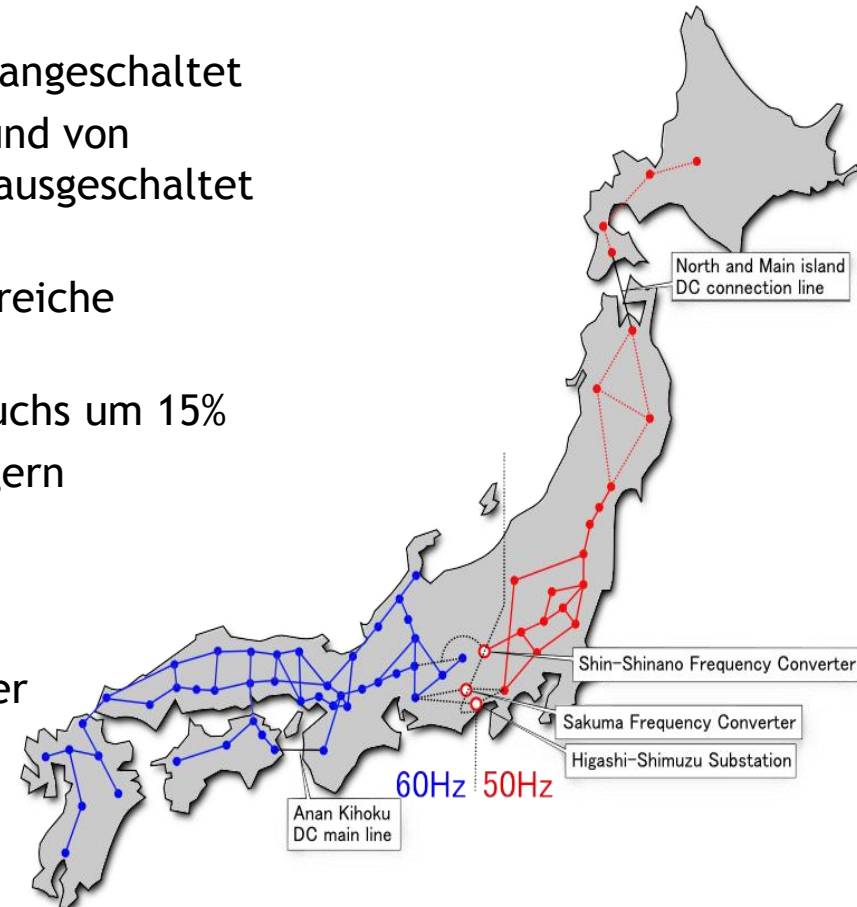 angeschaltet
und von
ausgeschaltet
reiche
uchs um 15%
gern
er
North and Main island
DC connection line
Shin-Shinano Frequency Converter
Sakuma Frequency Converter
Higashi-Shimuzu Substation
60Hz 50Hz
Anan Kihoku
DC main line